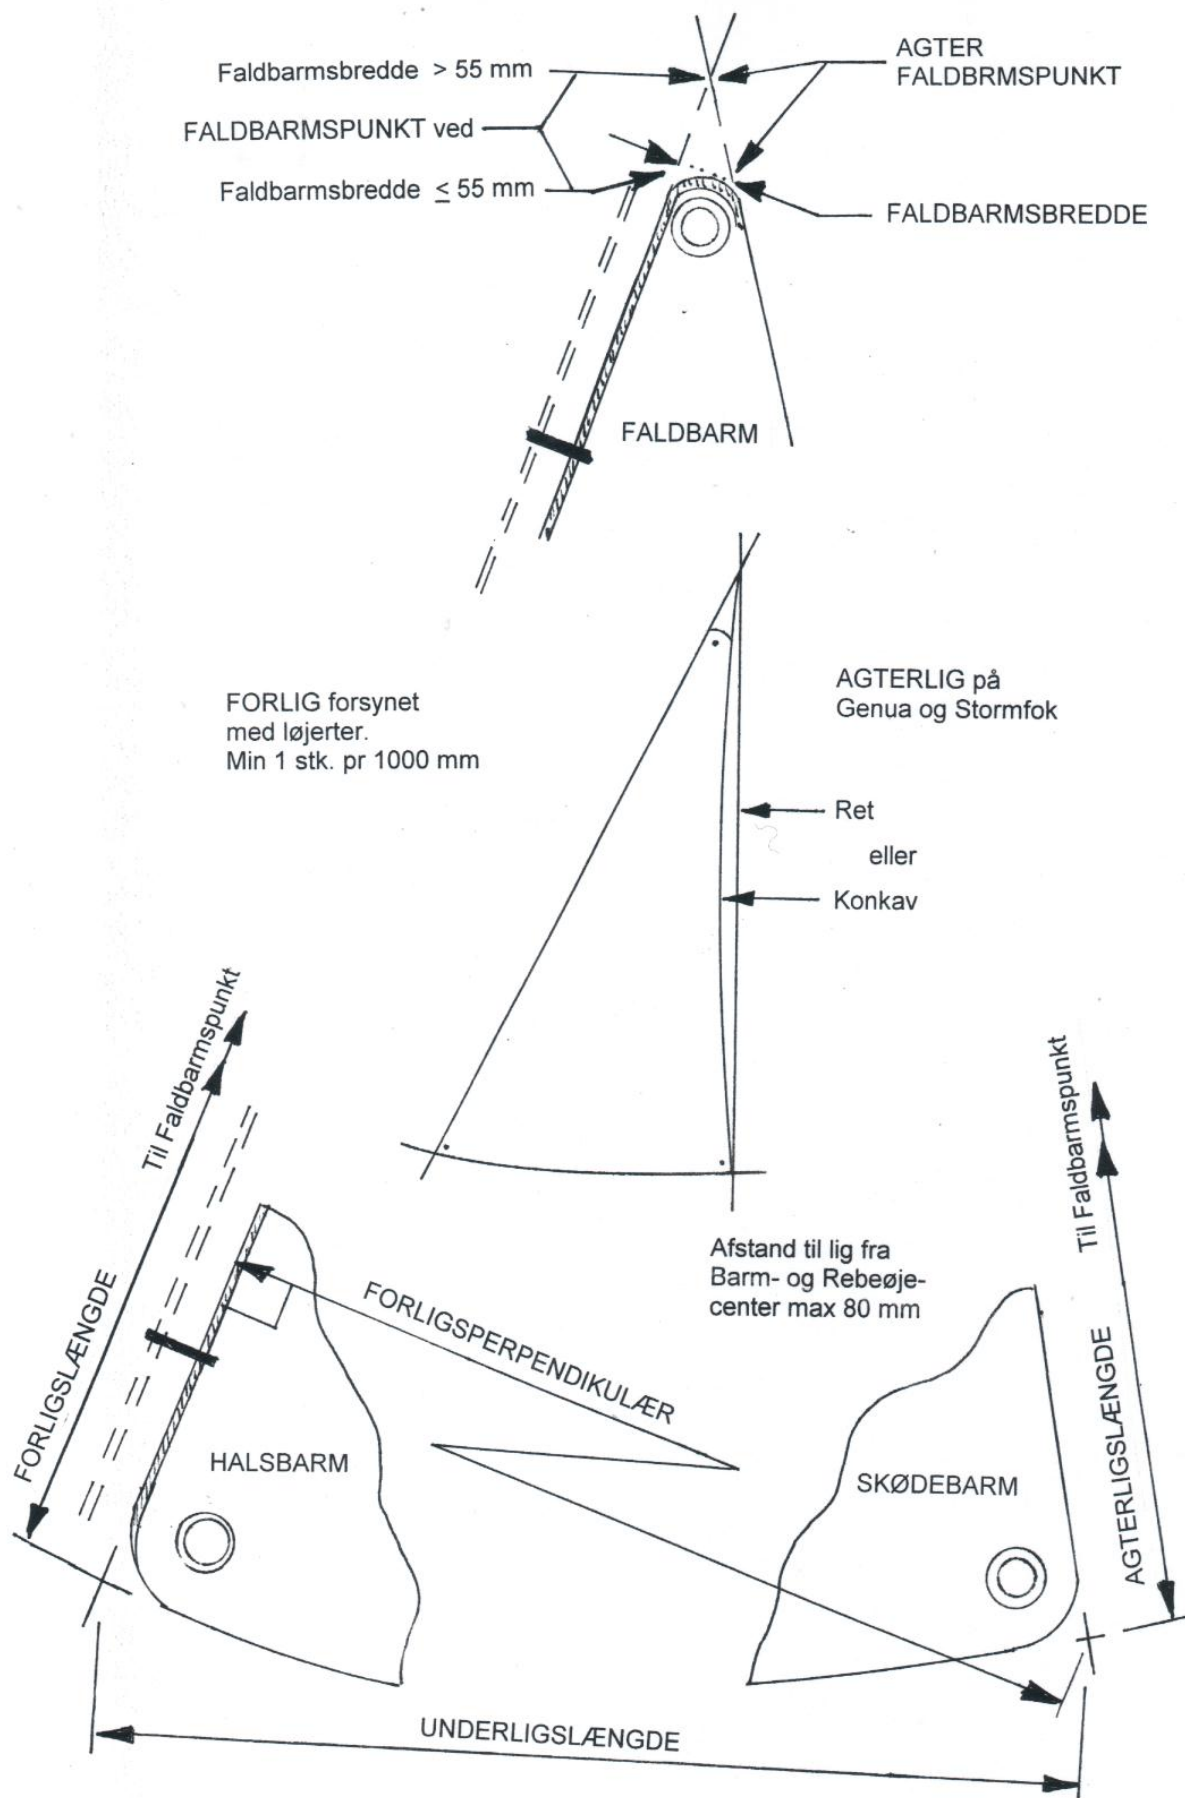 Faldbarmsbredde > 55 mm
AGTER
FALDBRMSPUNKT
FALDBARMSPUNKT ved
Faldbarmsbredde ≤ 55 mm
FALDBARMSBREDDE
FALDBARM
FORLIG forsynet
med løjerter.
Min 1 stk. pr 1000 mm
AGTERLIG på
Genua og Stormfok
Ret
eller
Konkav
Til Faldbarmspunkt
FORLIGSLÆNGDE
Til Faldbarmspunkt
AGTERLIGSLÆNGDE
Afstand til lig fra
Barm- og Rebeøje-
center max 80 mm
FORLIGSPERPENDIKULÆR
HALSBARM
SKØDEBARM
UNDERLIGSLÆNGDE